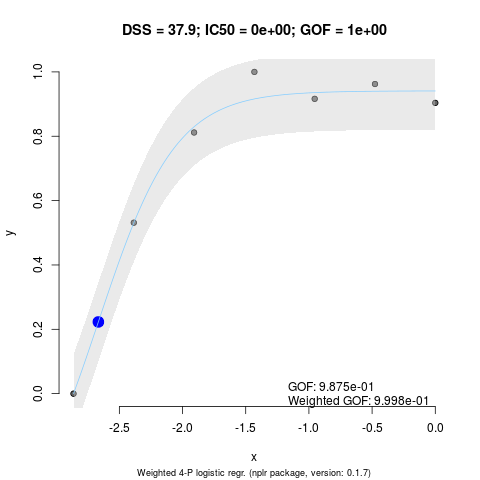 DSS = 37.9; IC50 = 0e+00; GOF = 1e+00
1.0
0.8
0.6
0.4
0.2
0.0
y
GOF: 9.875e-01
Weighted GOF: 9.998e-01
-2.5 -2.0 -1.5 -1.0 -0.5 0.0
x
Weighted 4-P logistic regr. (nplr package, version: 0.1.7)